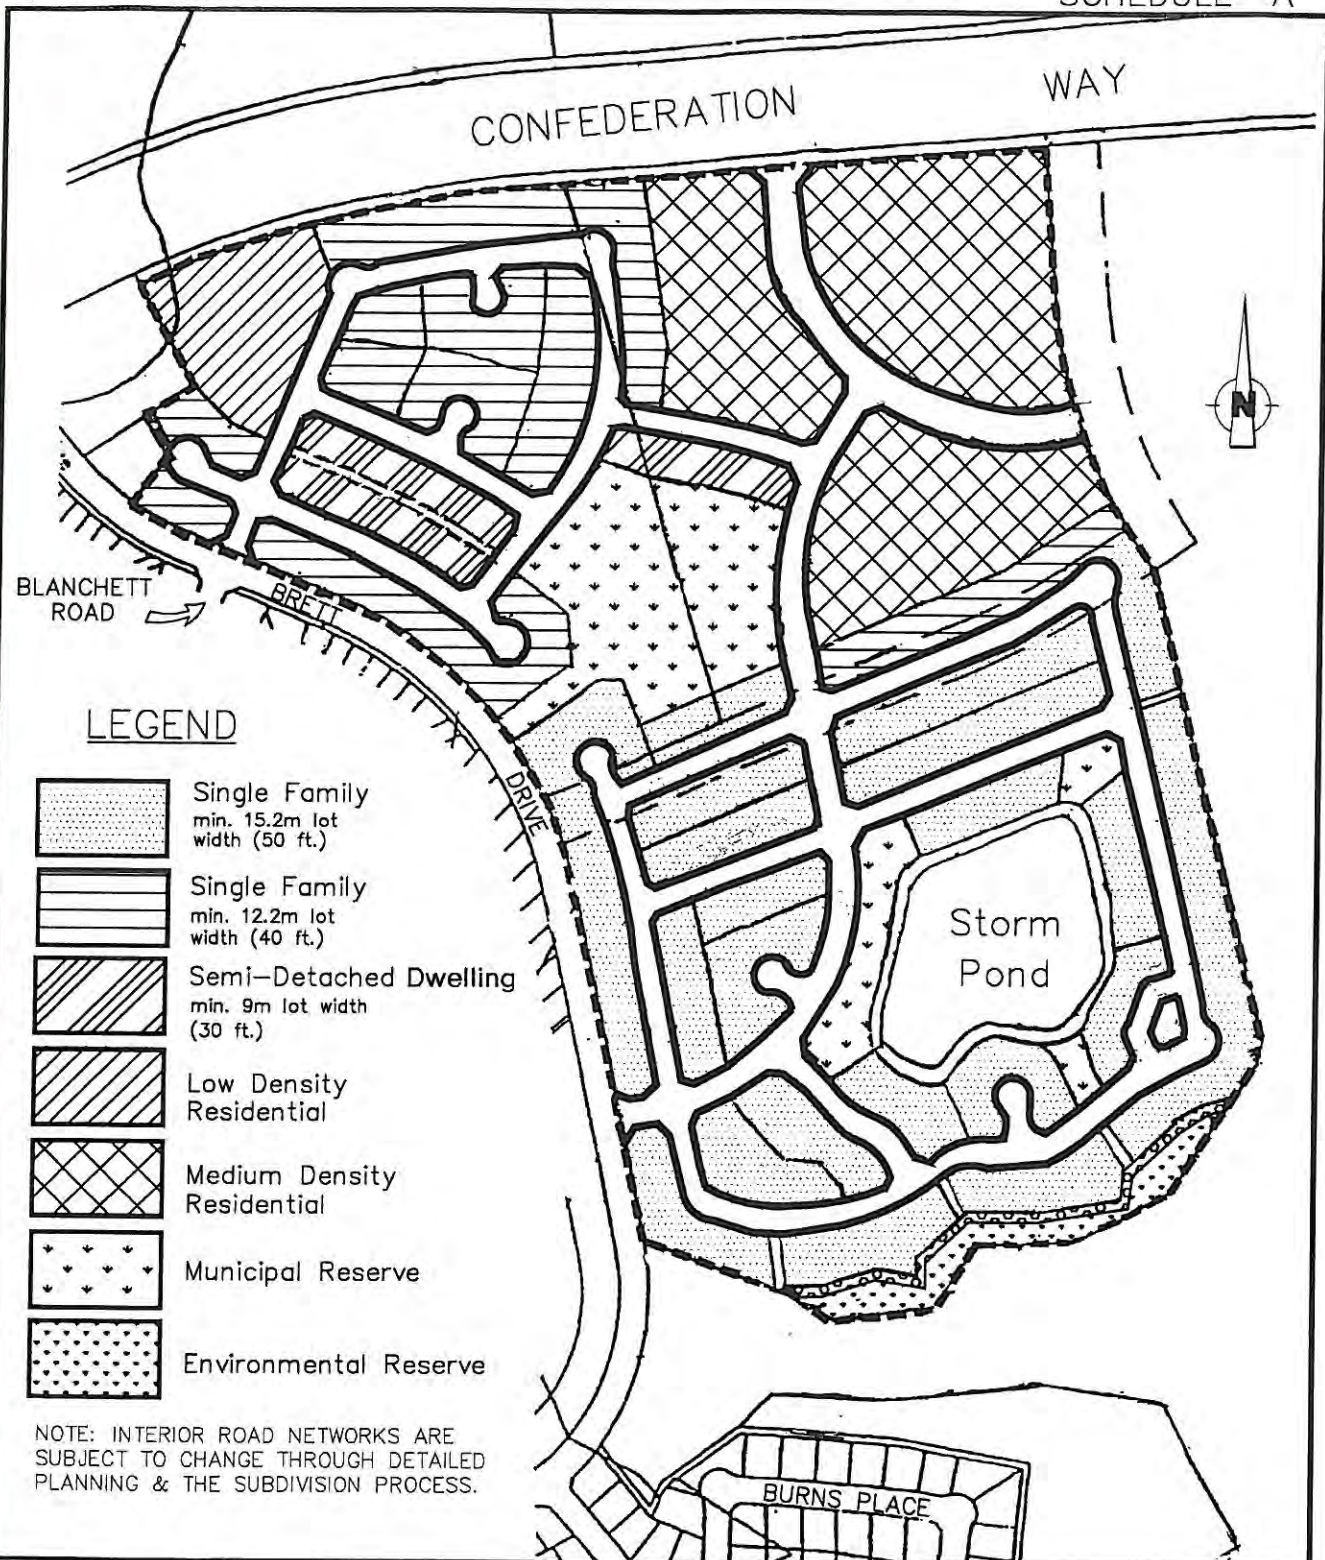 CONFEDERATION WAY
N
BLANCHETT
ROAD
BRETT
DRIVE
LEGEND
Single Family
min. 15.2m lot
width (50 ft.)
Single Family
min. 12.2m lot
width (40 ft.)
Semi-Detached Dwelling
min. 9m lot width
(30 ft.)
Low Density
Residential
Medium Density
Residential
Municipal Reserve
Environmental Reserve
Storm
Pond
NOTE: INTERIOR ROAD NETWORKS ARE
SUBJECT TO CHANGE THROUGH DETAILED
PLANNING & THE SUBDIVISION PROCESS.
BURNS PLACE